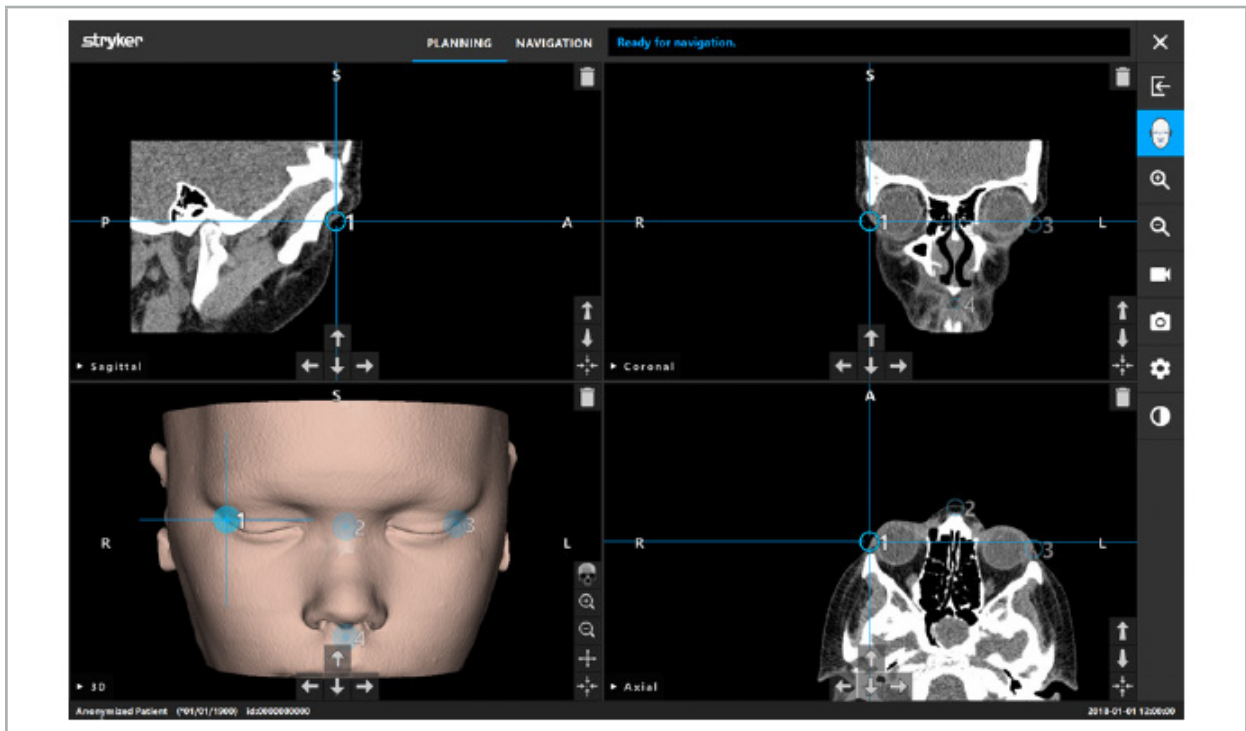 stryker PLANNING NAVIGATION Ready for navigation.
S S
P 1 A R 1 3 L
4
Sagittal Coronal
S A
2
1 2 3 R 1 3 L
R L
4
3D Axial
Anonymized Patient (*01/01/1900) id:0000000000 2018-01-01 12:00:00